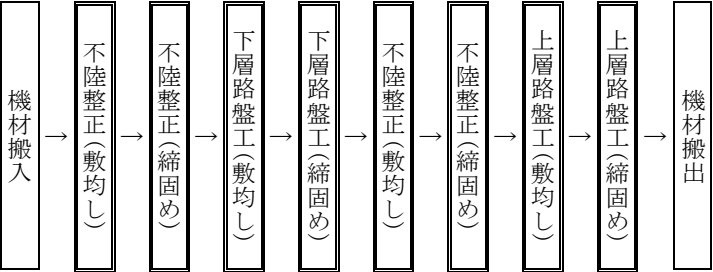 機材搬入
→
不陸整正(敷均し)
→
不陸整正(締固め)
→
下層路盤工(敷均し)
→
下層路盤工(締固め)
→
不陸整正(敷均し)
→
不陸整正(締固め)
→
上層路盤工(敷均し)
→
上層路盤工(締固め)
→
機材搬出